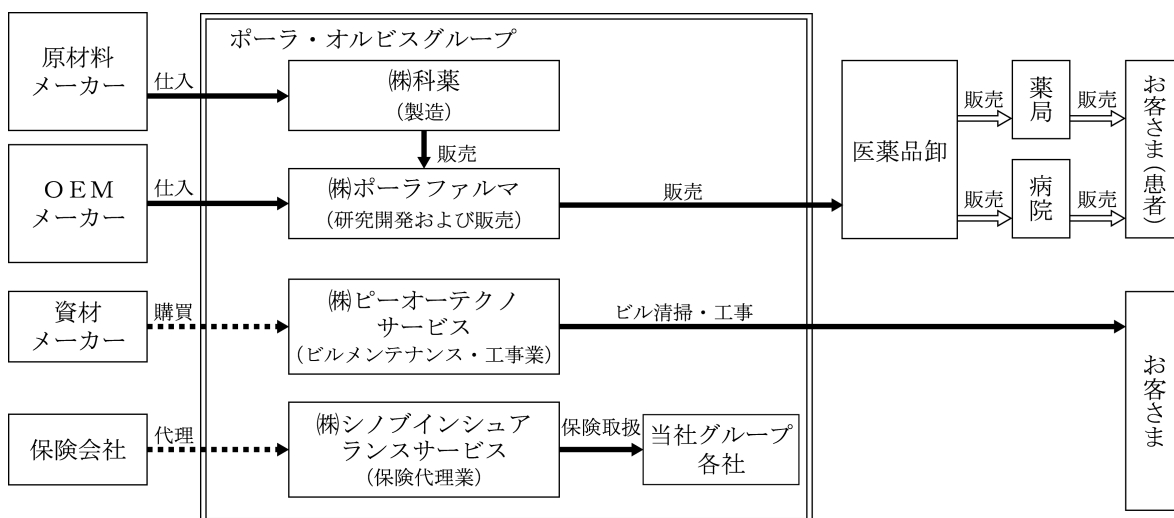 ポーラ・オルビスグループ
原材料
メーカー
仕入
㈱科薬
(製造)
販売
OEM
メーカー
仕入
㈱ポーラファルマ
(研究開発および販売)
販売
医薬品卸
販売
薬局
販売
販売
病院
販売
お客さま(患者)
資材
メーカー
購買
㈱ピーオーテクノ
サービス
(ビルメンテナンス・工事業)
ビル清掃・工事
お客さま
保険会社
代理
㈱シノブインシュア
ランスサービス
(保険代理業)
保険取扱
当社グループ
各社